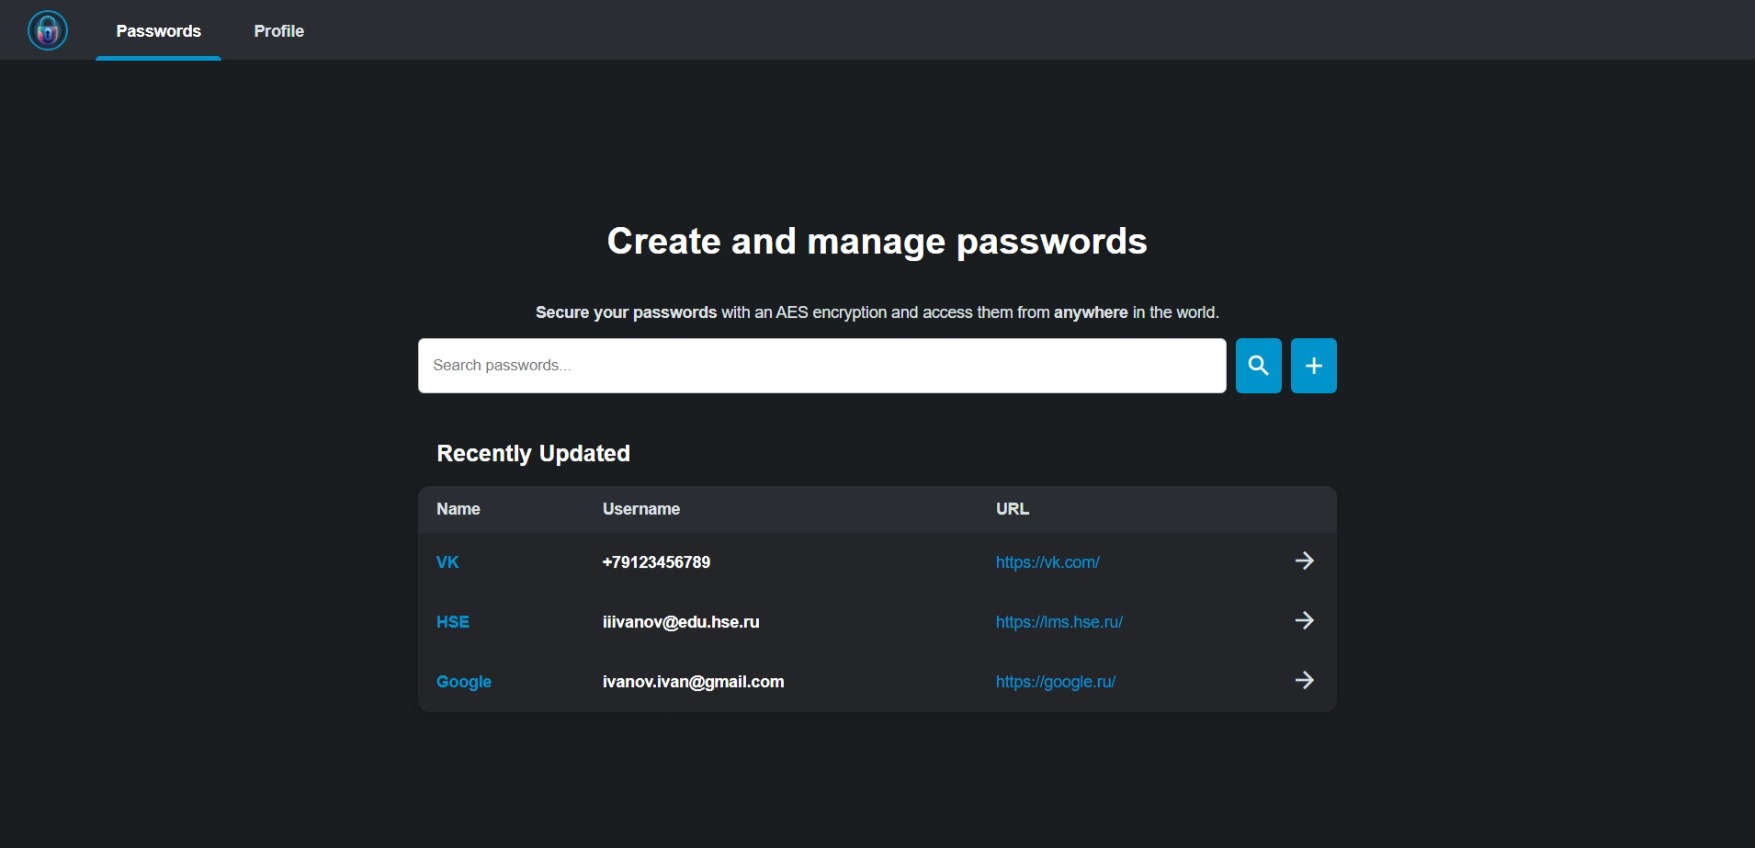 Passwords Profile
Create and manage passwords
Secure your passwords with an AES encryption and access them from anywhere in the world.
Search passwords...
Recently Updated
Name Username URL
VK +79123456789 https://vk.com/
HSE iiivanov@edu.hse.ru https://lms.hse.ru/
Google ivanov.ivan@gmail.com https://google.ru/